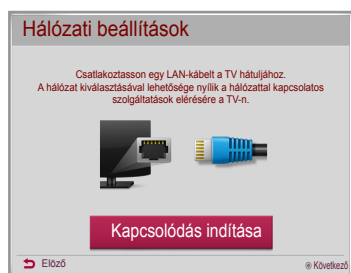 Hálózati beállítások
Csatlakoztasson egy LAN-kábelt a TV hátuljához.
A hálózat kiválasztásával lehetősége nyílik a hálózattal kapcsolatos
szolgáltatások elérésére a TV-n.
Kapcsolódás indítása
Előző
Következő